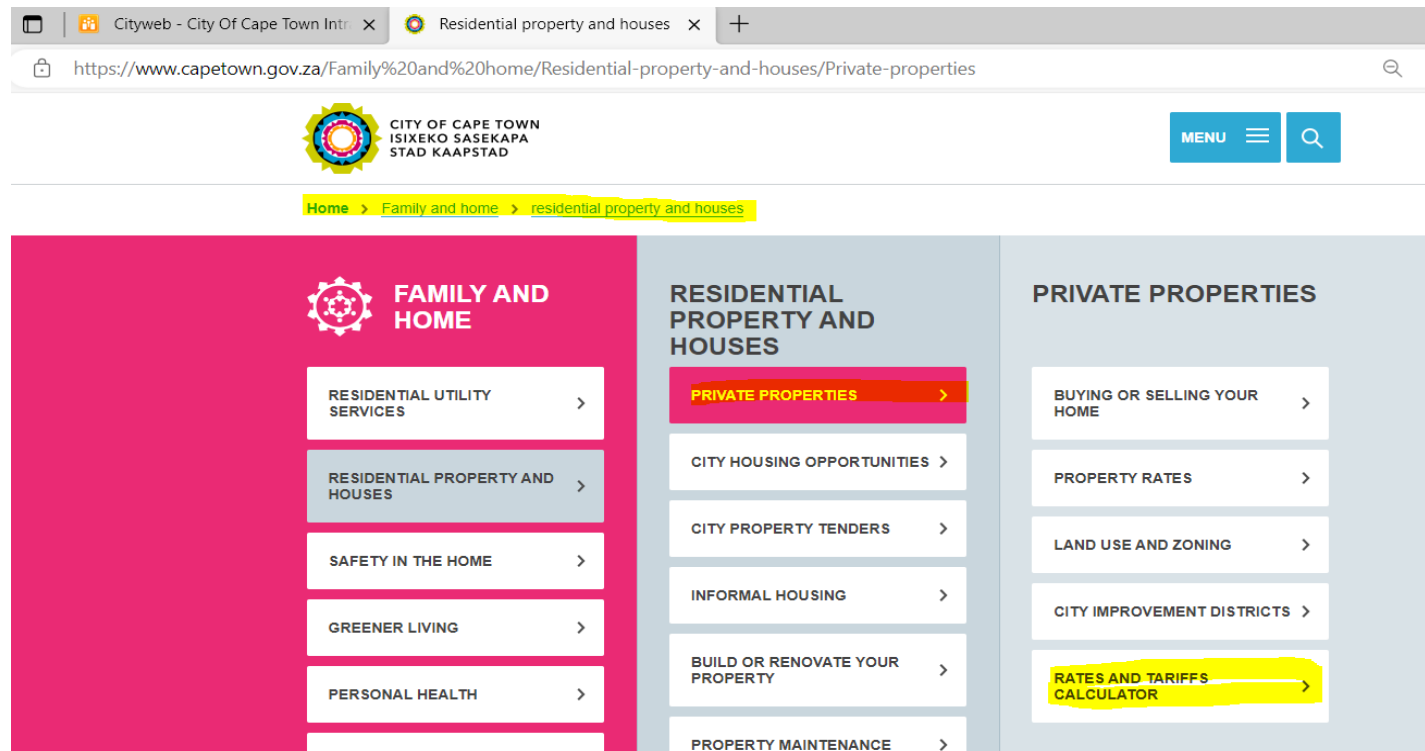 Cityweb - City Of Cape Town Intr
Residential property and houses
https://www.capetown.gov.za/Family%20and%20home/Residential-property-and-houses/Private-properties
CITY OF CAPE TOWN
ISIXEKO SASEKAPA
STAD KAAPSTAD
MENU
Home > Family and home > residential property and houses
FAMILY AND
HOME
RESIDENTIAL UTILITY
SERVICES
RESIDENTIAL PROPERTY AND
HOUSES
SAFETY IN THE HOME
GREENER LIVING
PERSONAL HEALTH
RESIDENTIAL
PROPERTY AND
HOUSES
PRIVATE PROPERTIES
CITY HOUSING OPPORTUNITIES
CITY PROPERTY TENDERS
INFORMAL HOUSING
BUILD OR RENOVATE YOUR
PROPERTY
PROPERTY MAINTENANCE
PRIVATE PROPERTIES
BUYING OR SELLING YOUR
HOME
PROPERTY RATES
LAND USE AND ZONING
CITY IMPROVEMENT DISTRICTS
RATES AND TARIFFS
CALCULATOR